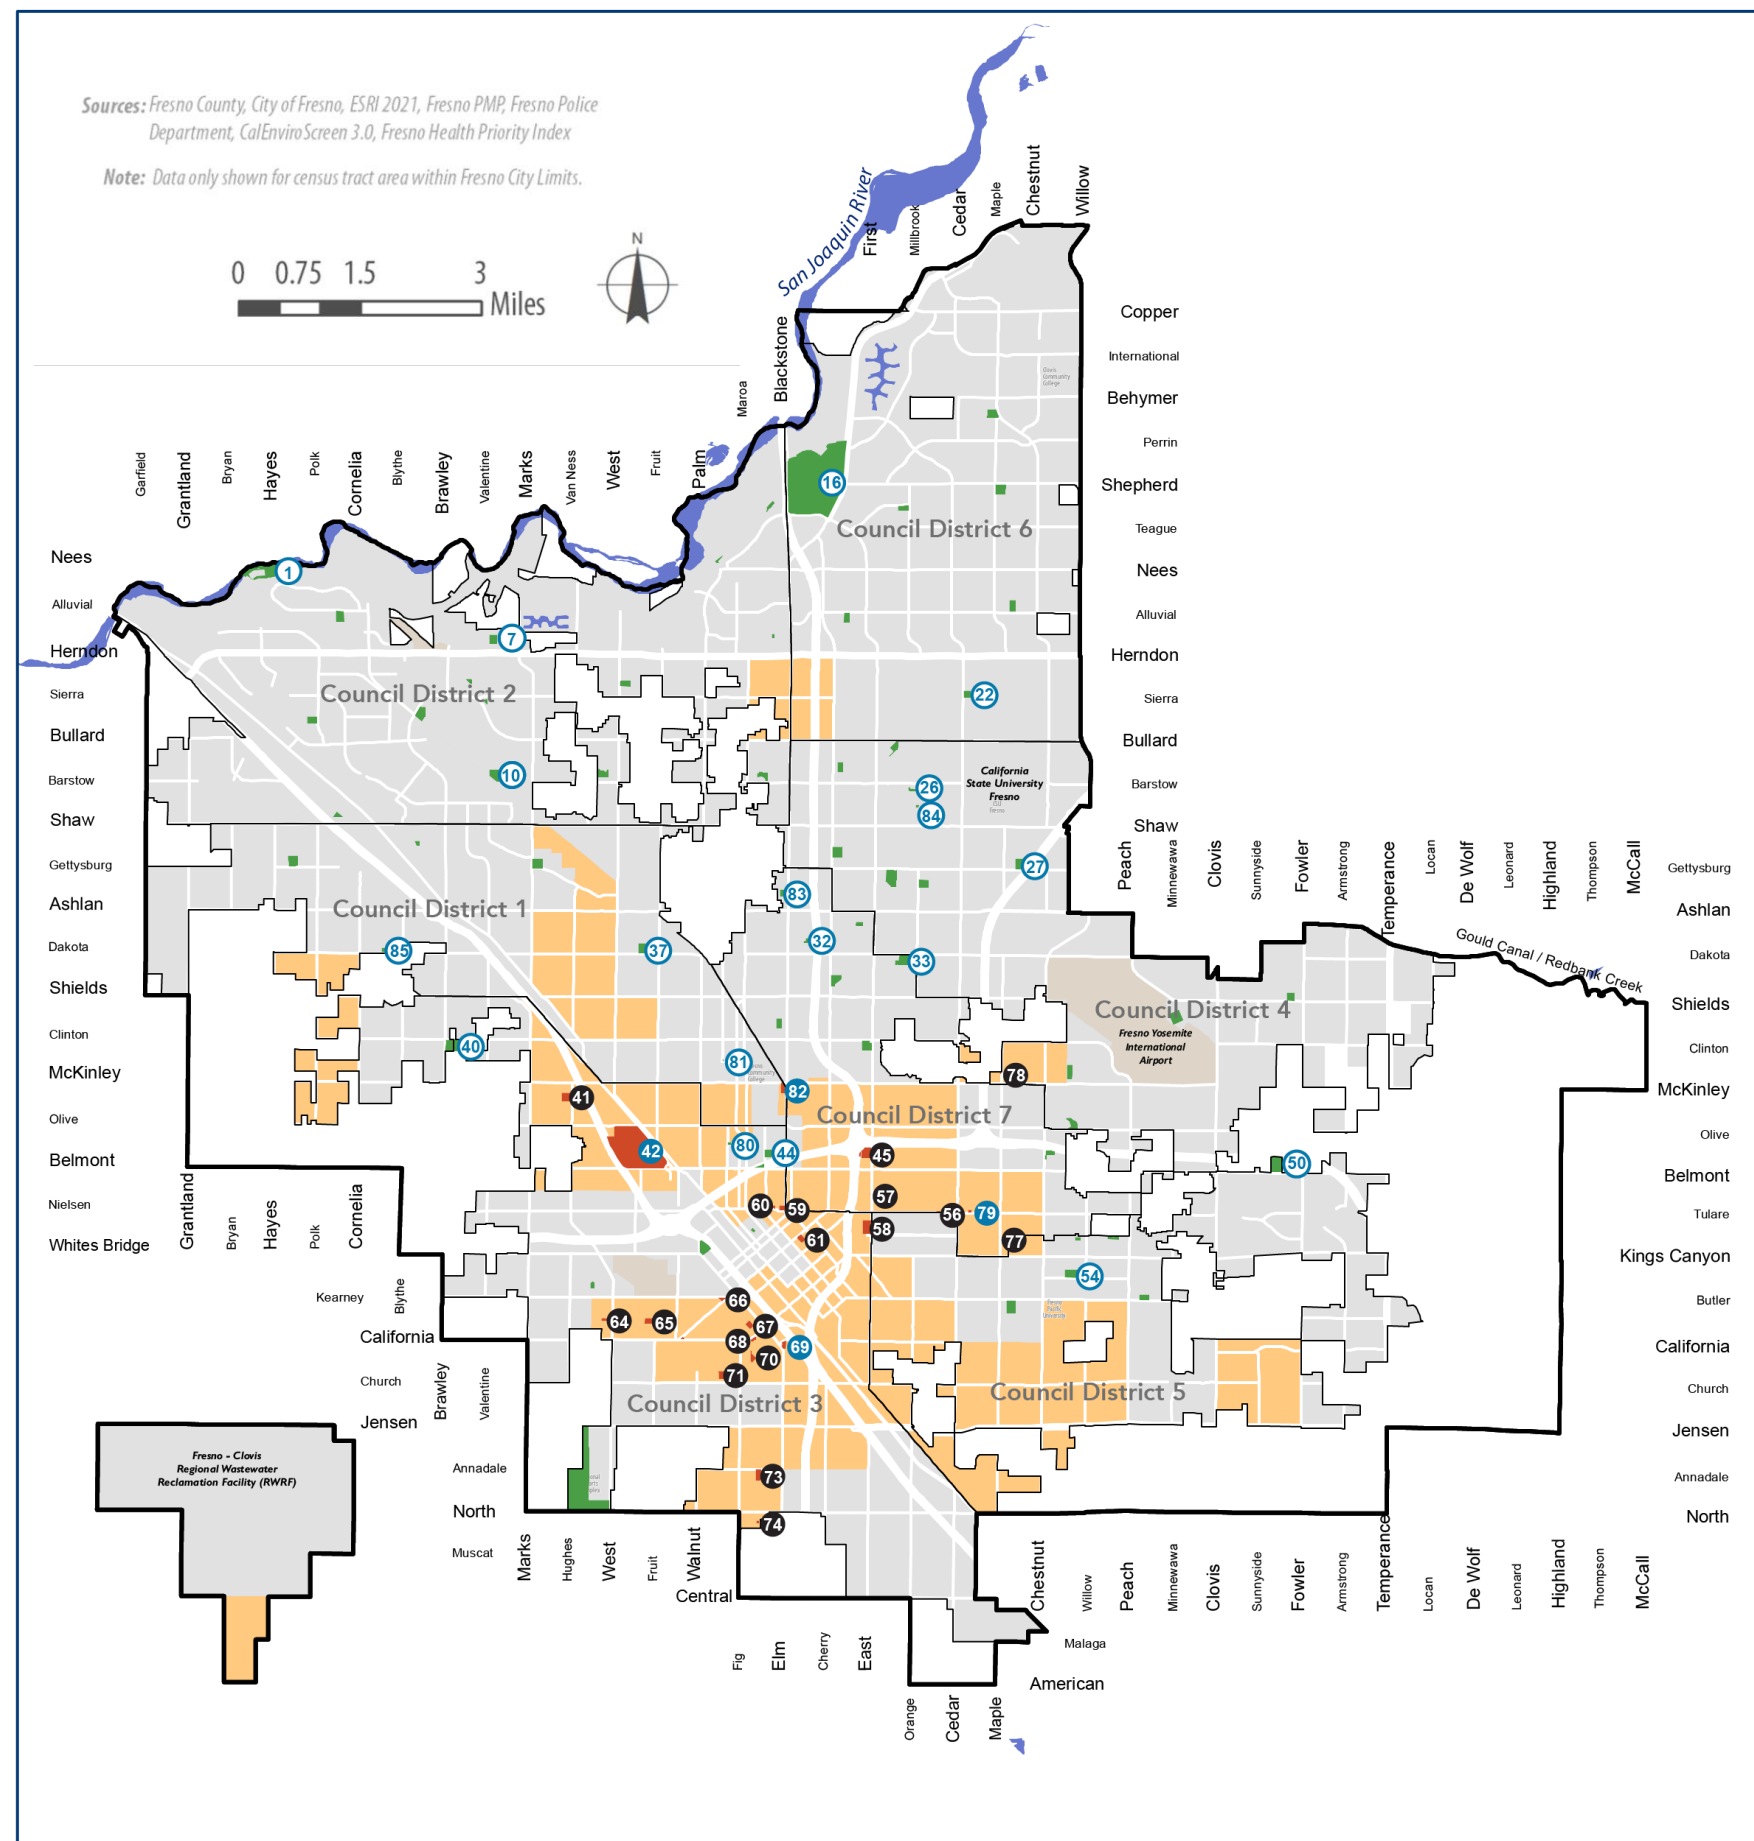 Sources: Fresno County, City of Fresno, ESRI 2021, Fresno PMP, Fresno Police
Department, CalEnviroScreen 3.0, Fresno Health Priority Index
Note: Data only shown for census tract area within Fresno City Limits.
0 0.75 1.5 3
Miles
N
San Joaquin River
First
Millbrook
Cedar
Maple
Chestnut
Willow
Maroa
Blackstone
Copper
International
Behymer
Perrin
Shepherd
Teague
Nees
Alluvial
Herndon
Sierra
Bullard
Barstow
Shaw
Garfield
Grantland
Bryan
Hayes
Polk
Cornelia
Blythe
Brawley
Valentine
Marks
Van Ness
West
Fruit
Palm
Nees
Alluvial
Herndon
Sierra
Bullard
Barstow
Shaw
Gettysburg
Ashlan
Dakota
Shields
Clinton
McKinley
Olive
Belmont
Nielsen
Whites Bridge
Clovis
Community
College
16
Council District 6
1
7
Council District 2
22
10
California
State University
Fresno
CSU
Fresno
26
84
27
83
Council District 1
85
37
32
33
Peach
Minnewawa
Clovis
Sunnyside
Fowler
Armstrong
Temperance
Locan
De Wolf
Leonard
Highland
Thompson
McCall
Gettysburg
Ashlan
Dakota
Shields
Clinton
McKinley
Olive
Belmont
Tulare
Kings Canyon
Butler
California
Church
Jensen
Annadale
North
Gould Canal / Redbank Creek
Council District 4
Fresno Yosemite
International
Airport
40
81
Community
College
78
41
82
Council District 7
42
80
44
45
50
57
60
59
56
79
58
61
77
54
Fresno
Pacific
University
Grantland
Bryan
Hayes
Polk
Cornelia
Kearney
Blythe
California
Church
Brawley
Valentine
Jensen
Annadale
North
Muscat
66
64
65
67
68
69
70
71
Council District 3
Council District 5
73
74
Fresno - Clovis
Regional Wastewater
Reclamation Facility (RWRF)
Marks
Hughes
West
Fruit
Walnut
Central
Fig
Elm
Cherry
East
Orange
Cedar
Maple
Malaga
American
Chestnut
Willow
Peach
Minnewawa
Clovis
Sunnyside
Fowler
Armstrong
Temperance
Locan
De Wolf
Leonard
Highland
Thompson
McCall